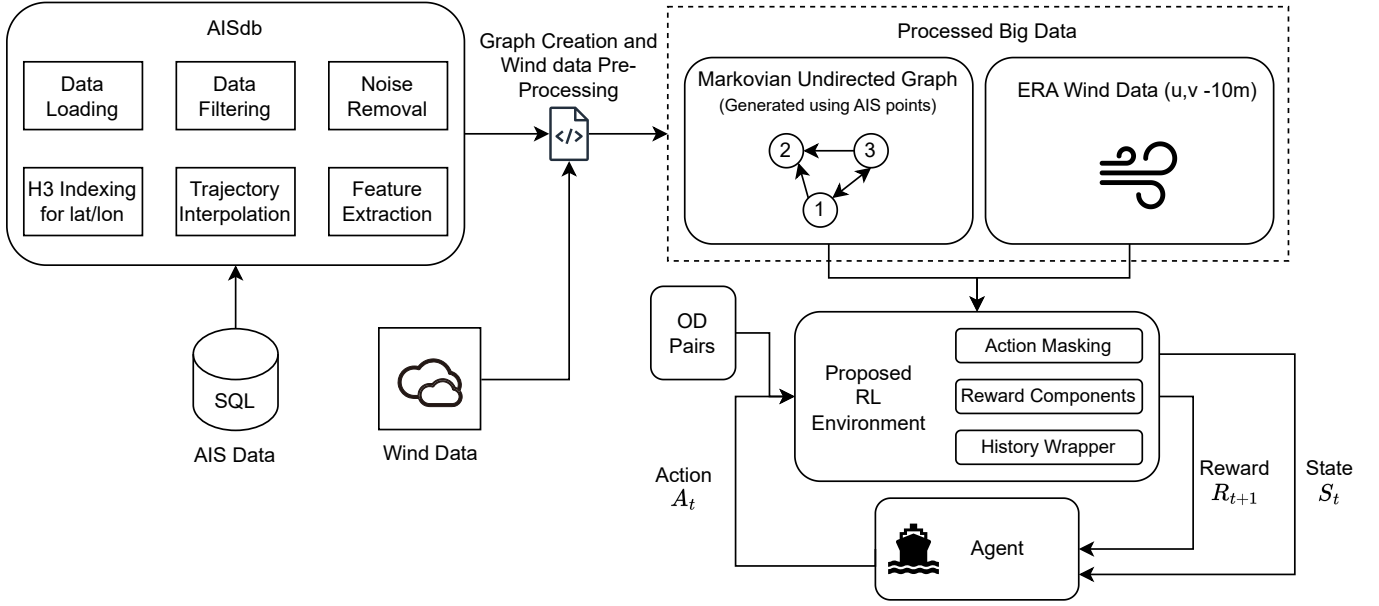 AISdb
Data
Loading
Data
Filtering
Noise
Removal
H3 Indexing
for lat/lon
Trajectory
Interpolation
Feature
Extraction
SQL
AIS Data
Wind Data
Graph Creation and
Wind data Pre-
Processing
</>
Processed Big Data
Markovian Undirected Graph
(Generated using AIS points)
2
3
1
ERA Wind Data (u,v -10m)
OD
Pairs
Proposed
RL
Environment
Action Masking
Reward Components
History Wrapper
Action
A_t
Reward
R_{t+1}
State
S_t
Agent